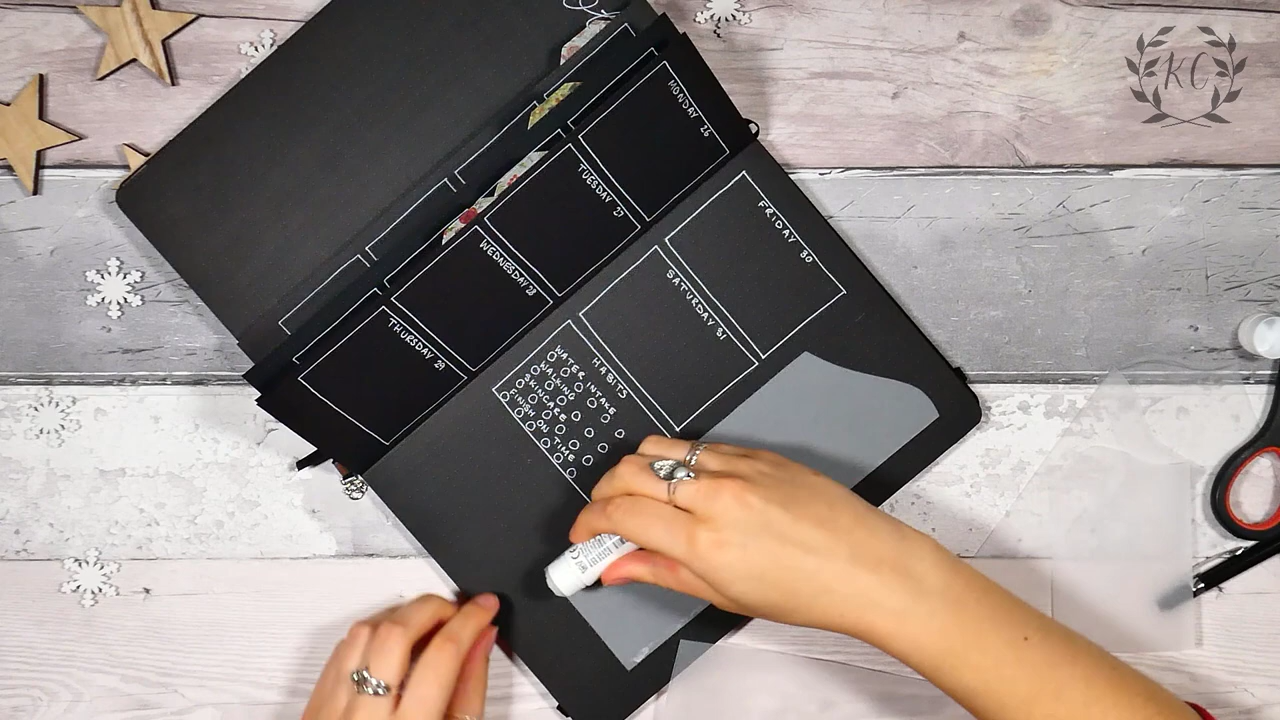 KC
MONDAY 26
TUESDAY 27
WEDNESDAY 28
THURSDAY 29
FRIDAY 30
SATURDAY 31
HABITS
WATER INTAKE
WALKING
SKINCARE
FINISH ON TIME